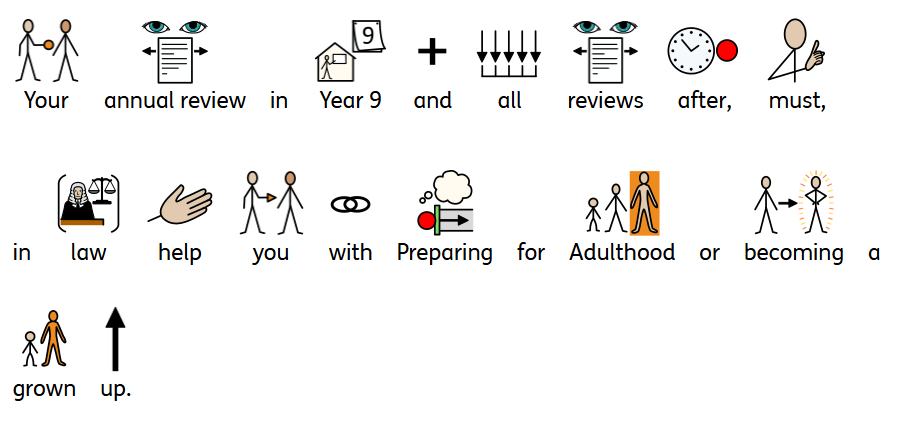 9
Your annual review in Year 9 and all reviews after, must,
in law help you with Preparing for Adulthood or becoming a
grown up.